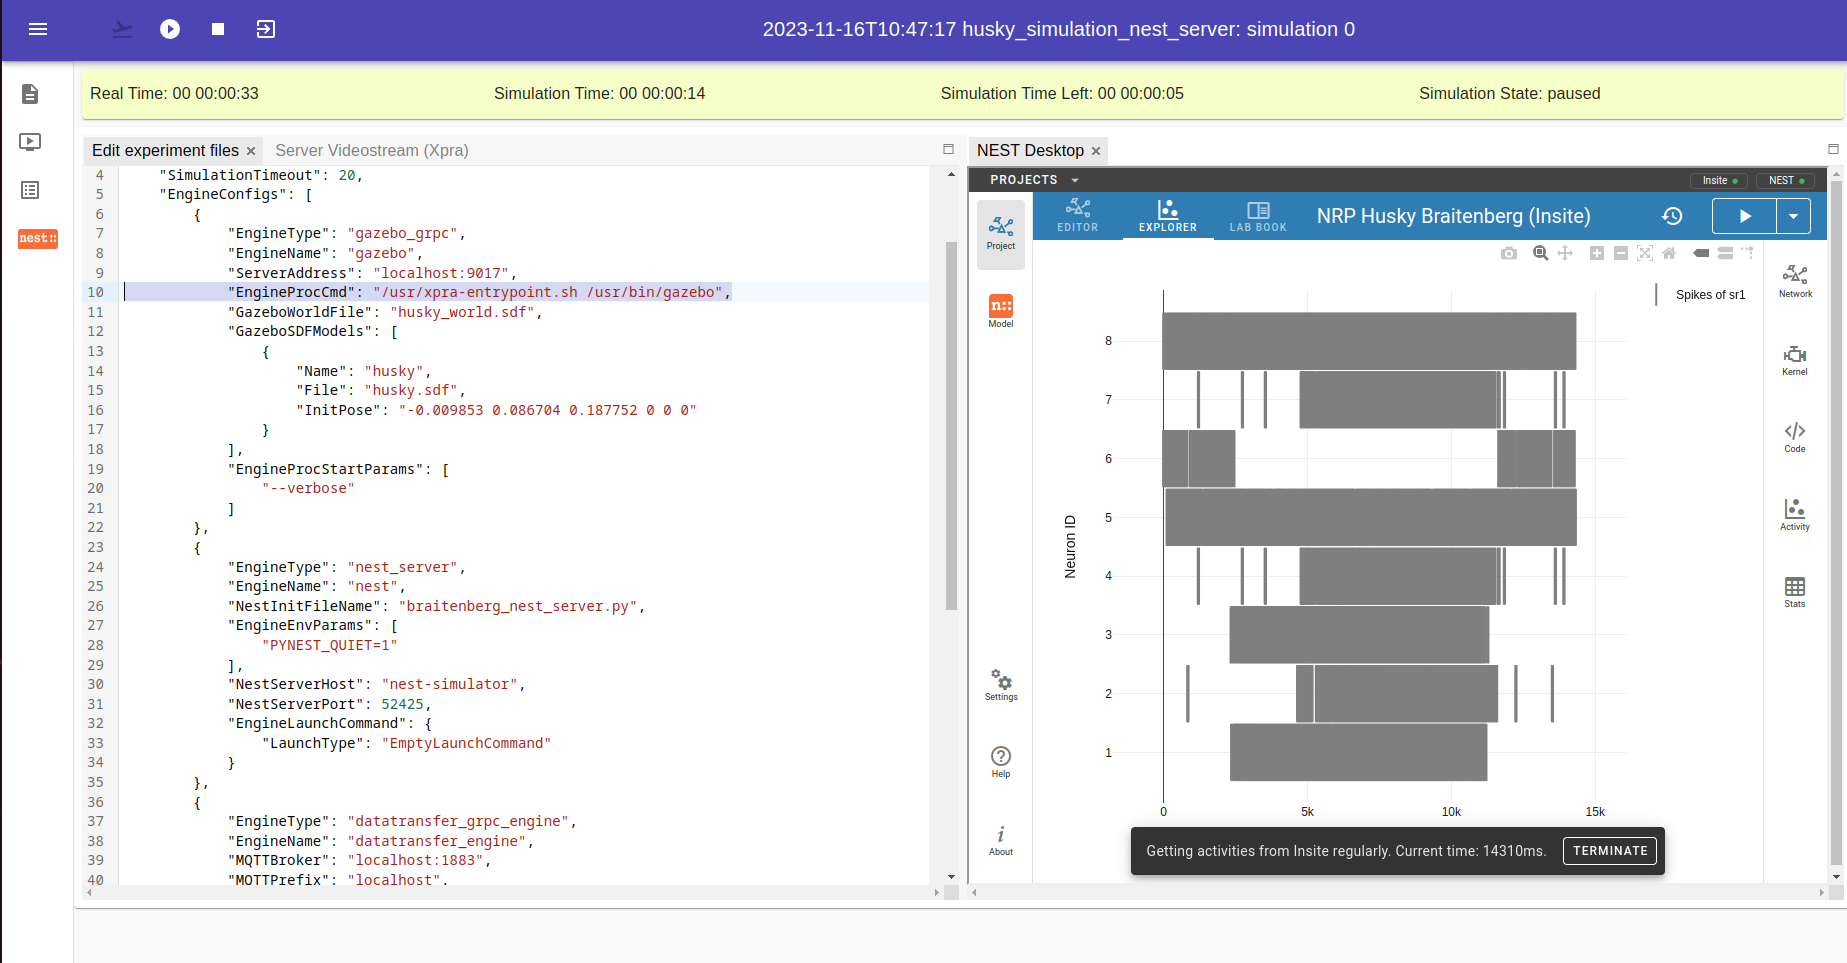 2023-11-16T10:47:17 husky_simulation_nest_server: simulation 0
Real Time: 00 00:00:33
Simulation Time: 00 00:00:14
Simulation Time Left: 00 00:00:05
Simulation State: paused
nest::
Edit experiment files ×
Server Videostream (Xpra)
4 "SimulationTimeout": 20,
5 "EngineConfigs": [
6 {
7 "EngineType": "gazebo_grpc",
8 "EngineName": "gazebo",
9 "ServerAddress": "localhost:9017",
10 "EngineProcCmd": "/usr/xpra-entrypoint.sh /usr/bin/gazebo",
11 "GazeboWorldFile": "husky_world.sdf",
12 "GazeboSDFModels": [
13 {
14 "Name": "husky",
15 "File": "husky.sdf",
16 "InitPose": "-0.009853 0.086704 0.187752 0 0 0"
17 }
18 ],
19 "EngineProcStartParams": [
20 "--verbose"
21 ]
22 },
23 {
24 "EngineType": "nest_server",
25 "EngineName": "nest",
26 "NestInitFileName": "braitenberg_nest_server.py",
27 "EngineEnvParams": [
28 "PYNEST_QUIET=1"
29 ],
30 "NestServerHost": "nest-simulator",
31 "NestServerPort": 52425,
32 "EngineLaunchCommand": {
33 "LaunchType": "EmptyLaunchCommand"
34 }
35 },
36 {
37 "EngineType": "datatransfer_grpc_engine",
38 "EngineName": "datatransfer_engine",
39 "MQTTBroker": "localhost:1883",
40 "MQTTPrefix": "localhost",
NEST Desktop ×
PROJECTS
Insite
NEST
Project
n::
Model
Settings
Help
i
About
EDITOR
EXPLORER
LAB BOOK
NRP Husky Braitenberg (Insite)
Spikes of sr1
Neuron ID
8
7
6
5
4
3
2
1
0
5k
10k
15k
Network
Kernel
Code
Activity
Stats
Getting activities from Insite regularly. Current time: 14310ms.
TERMINATE